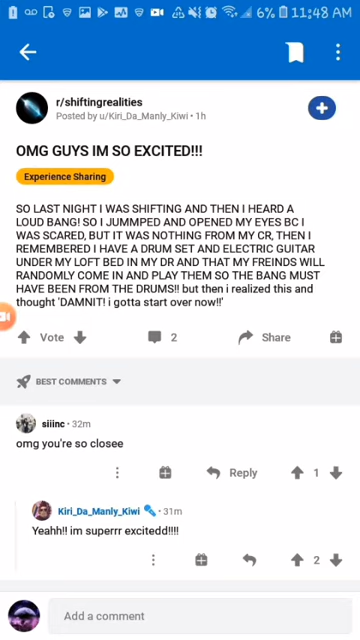 6% 11:48 AM
r/shiftingrealities
Posted by u/Kiri_Da_Manly_Kiwi • 1h
OMG GUYS IM SO EXCITED!!!
Experience Sharing
SO LAST NIGHT I WAS SHIFTING AND THEN I HEARD A
LOUD BANG! SO I JUMMPED AND OPENED MY EYES BC I
WAS SCARED, BUT IT WAS NOTHING FROM MY CR, THEN I
REMEMBERED I HAVE A DRUM SET AND ELECTRIC GUITAR
UNDER MY LOFT BED IN MY DR AND THAT MY FREINDS WILL
RANDOMLY COME IN AND PLAY THEM SO THE BANG MUST
HAVE BEEN FROM THE DRUMS!! but then i realized this and
thought 'DAMNIT! i gotta start over now!!'
Vote 2 Share
BEST COMMENTS
siiinc • 32m
omg you're so closee
Reply 1
Kiri_Da_Manly_Kiwi • 31m
Yeahh!! im superrr excitedd!!!!
2
Add a comment